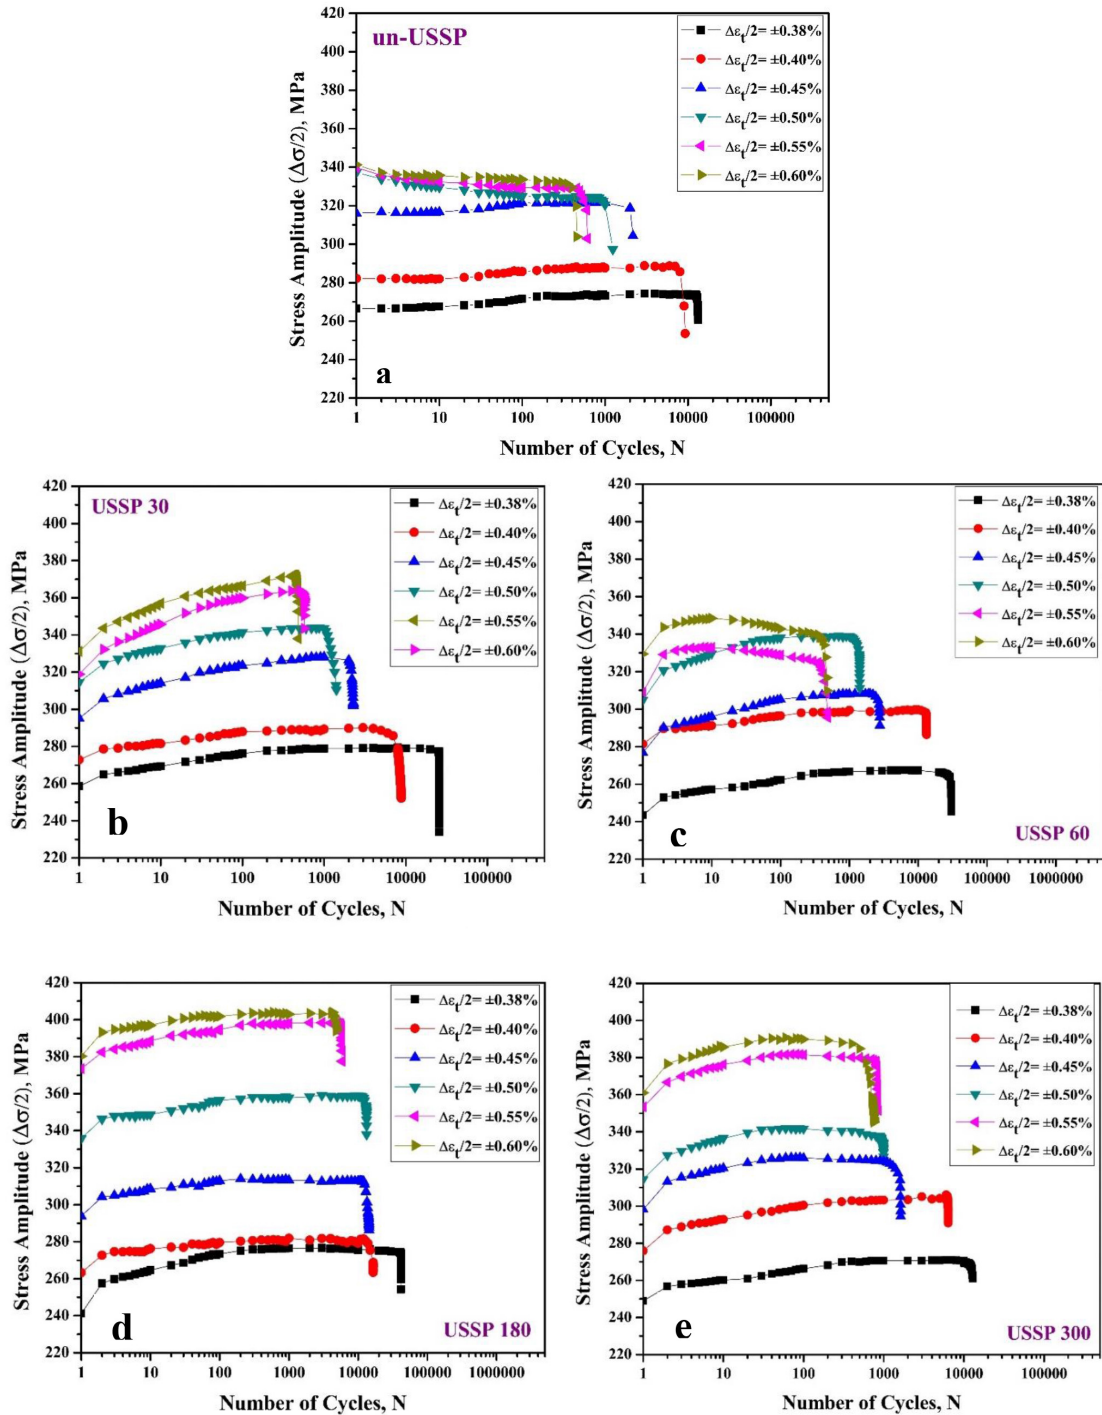 un-USSP
Δεt/2= ±0.38%
Δεt/2= ±0.40%
Δεt/2= ±0.45%
Δεt/2= ±0.50%
Δεt/2= ±0.55%
Δεt/2= ±0.60%
Stress Amplitude (Δσ/2), MPa
420
400
380
360
340
320
300
280
260
240
220
a
1 10 100 1000 10000 100000
Number of Cycles, N
USSP 30
Δεt/2= ±0.38%
Δεt/2= ±0.40%
Δεt/2= ±0.45%
Δεt/2= ±0.50%
Δεt/2= ±0.55%
Δεt/2= ±0.60%
Stress Amplitude (Δσ/2), MPa
420
400
380
360
340
320
300
280
260
240
220
b
1 10 100 1000 10000 100000
Number of Cycles, N
Δεt/2= ±0.38%
Δεt/2= ±0.40%
Δεt/2= ±0.45%
Δεt/2= ±0.50%
Δεt/2= ±0.55%
Δεt/2= ±0.60%
Stress Amplitude (Δσ/2), MPa
420
400
380
360
340
320
300
280
260
240
220
c
USSP 60
1 10 100 1000 10000 100000 1000000
Number of Cycles, N
Δεt/2= ±0.38%
Δεt/2= ±0.40%
Δεt/2= ±0.45%
Δεt/2= ±0.50%
Δεt/2= ±0.55%
Δεt/2= ±0.60%
Stress Amplitude (Δσ/2), MPa
420
400
380
360
340
320
300
280
260
240
220
d
USSP 180
1 10 100 1000 10000 100000 1000000
Number of Cycles, N
Δεt/2= ±0.38%
Δεt/2= ±0.40%
Δεt/2= ±0.45%
Δεt/2= ±0.50%
Δεt/2= ±0.55%
Δεt/2= ±0.60%
Stress Amplitude (Δσ/2), MPa
420
400
380
360
340
320
300
280
260
240
220
e
USSP 300
1 10 100 1000 10000 100000
Number of Cycles, N